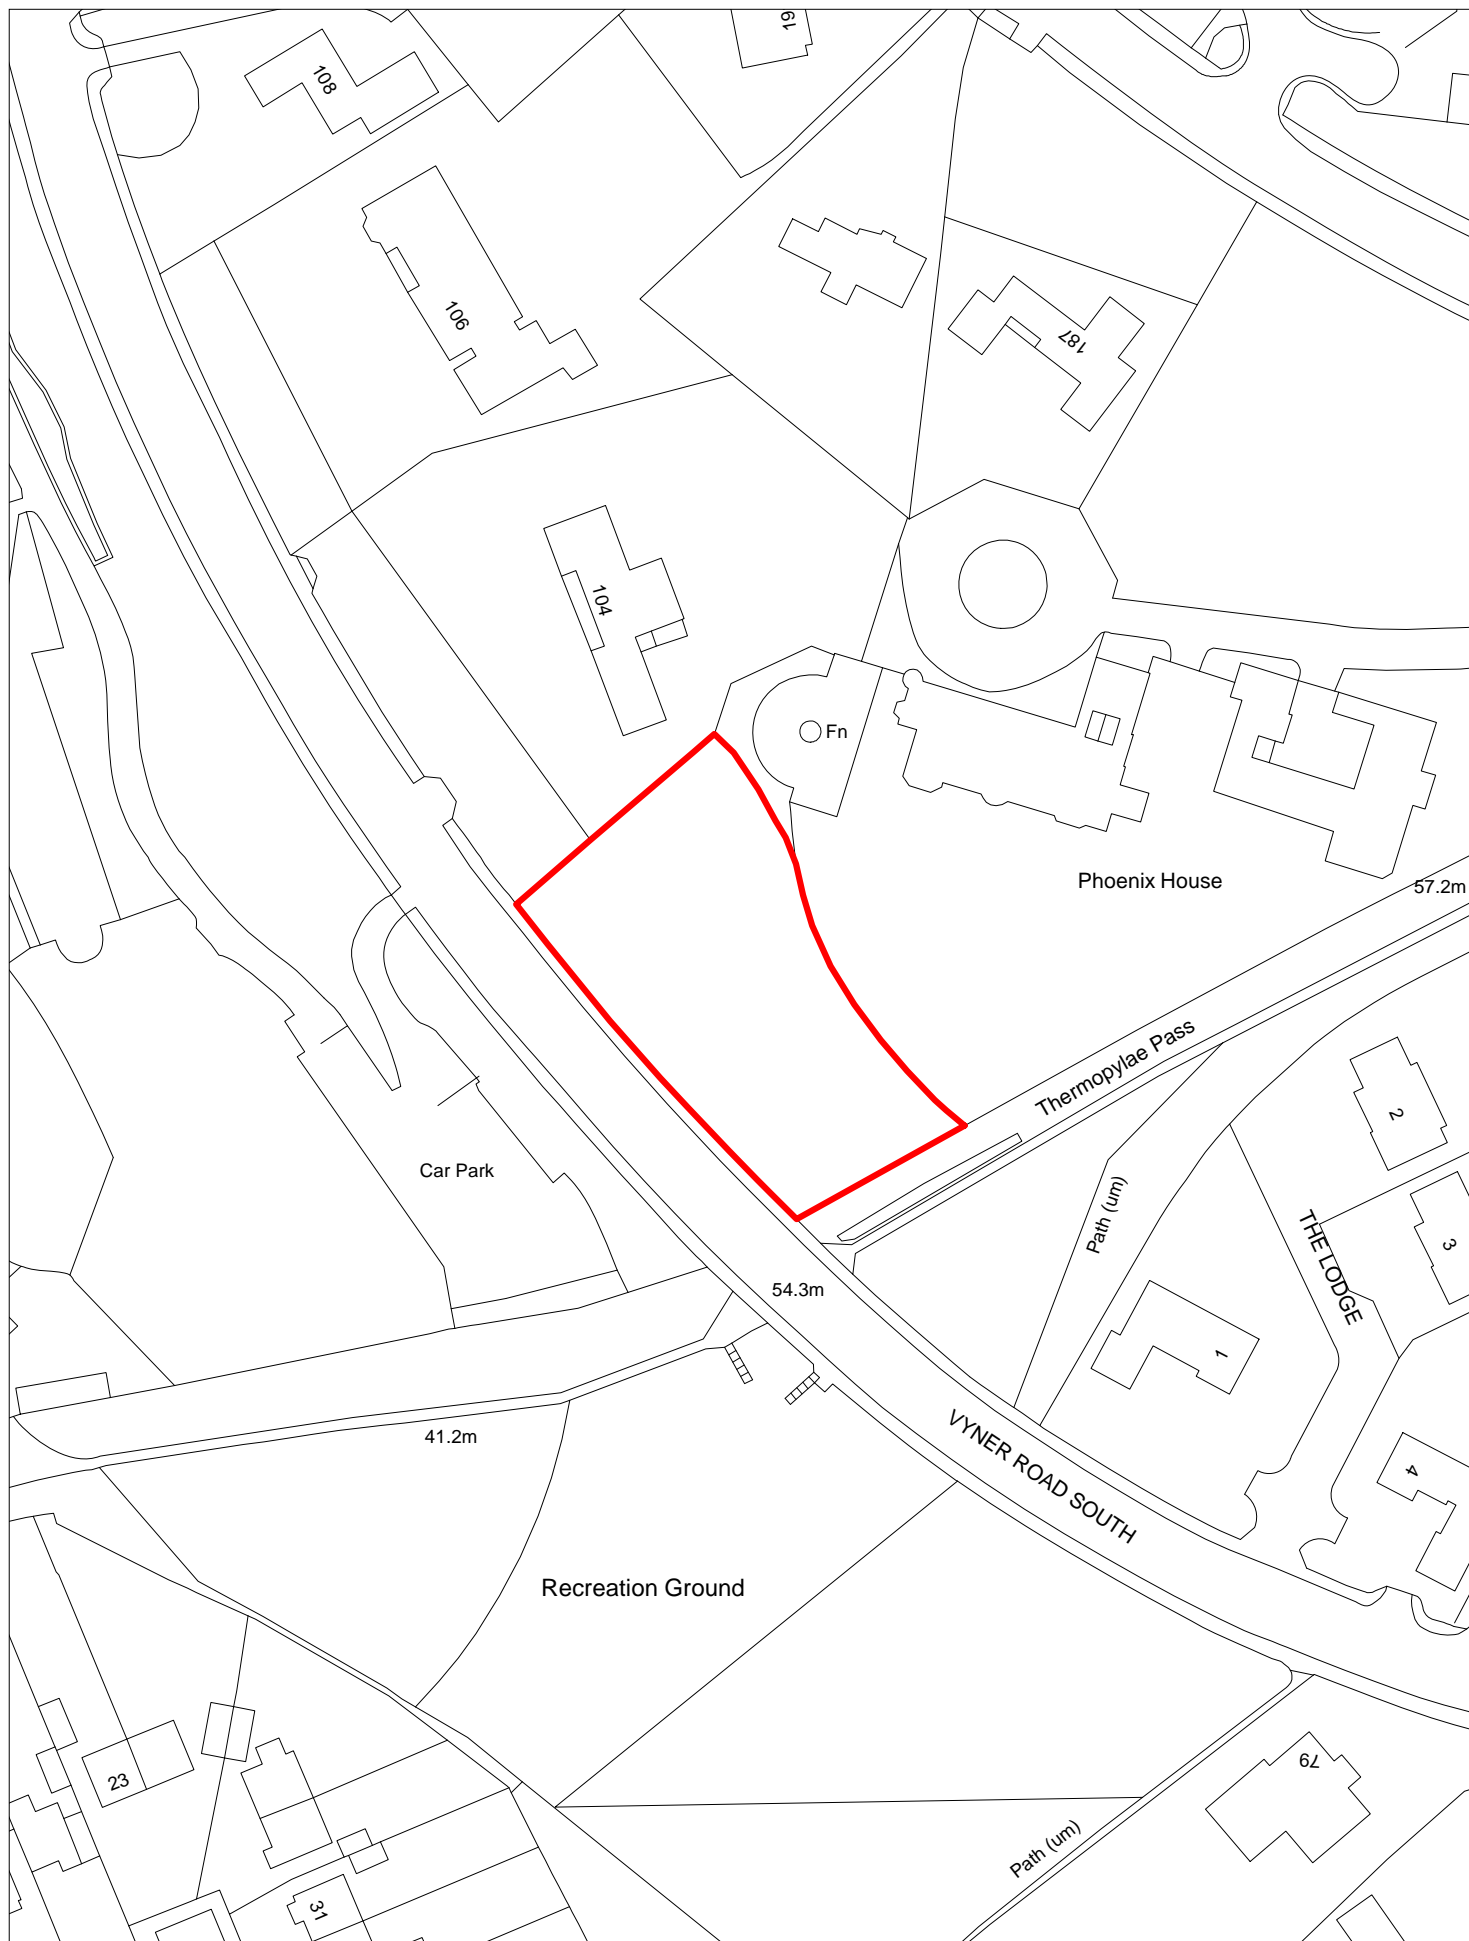 19
108
106
187
104
Fn
Phoenix House
57.2m
Thermopylae Pass
2
Car Park
Path (um)
3
THE LODGE
54.3m
1
41.2m
VYNER ROAD SOUTH
4
Recreation Ground
79
23
Path (um)
31